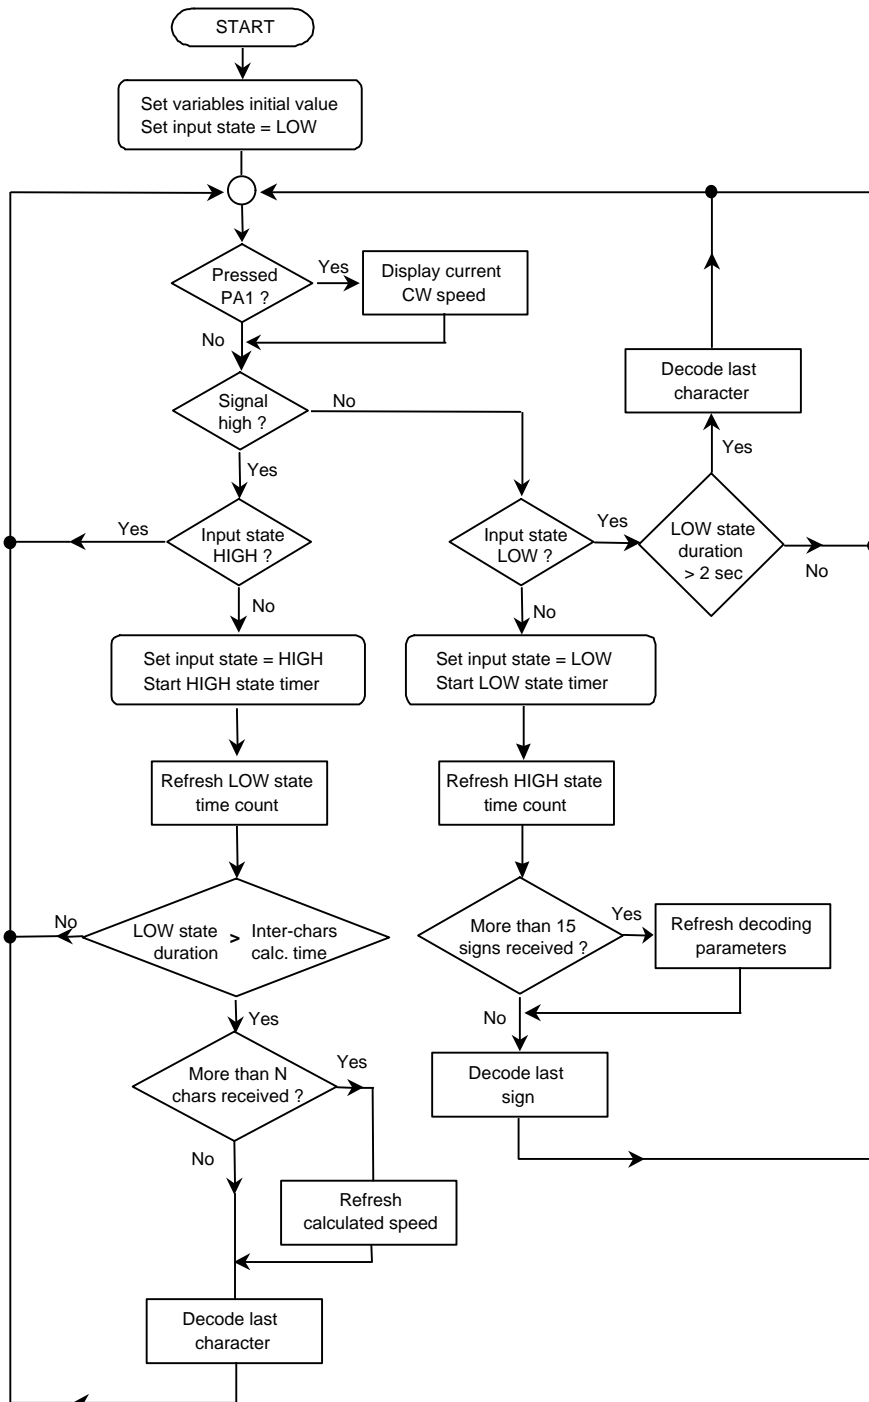 START
Set variables initial value
Set input state = LOW
Pressed
PA1 ?
Yes
Display current
CW speed
No
Signal
high ?
No
Yes
Decode last
character
Yes
Input state
HIGH ?
Yes
No
Input state
LOW ?
Yes
No
LOW state
duration
> 2 sec
No
Set input state = HIGH
Start HIGH state timer
Set input state = LOW
Start LOW state timer
Refresh LOW state
time count
Refresh HIGH state
time count
LOW state
duration
>
Inter-chars
calc. time
No
Yes
More than 15
signs received ?
Yes
Refresh decoding
parameters
No
Decode last
sign
More than N
chars received ?
Yes
No
Refresh
calculated speed
Decode last
character